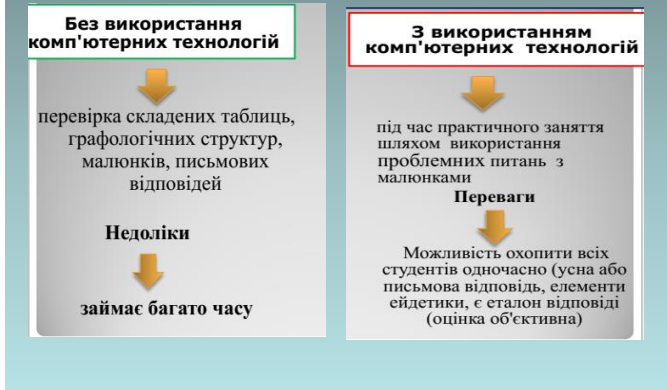 Без використання
комп'ютерних технологій
перевірка складених таблиць,
графологічних структур,
малюнків, письмових
відповідей
Недоліки
займає багато часу
З використанням
комп'ютерних технологій
під час практичного заняття
шляхом використання
проблемних питань з
малюнками
Переваги
Можливість охопити всіх
студентів одночасно (усна або
письмова відповідь, елементи
ейдетики, є еталон відповіді
(оцінка об'єктивна)